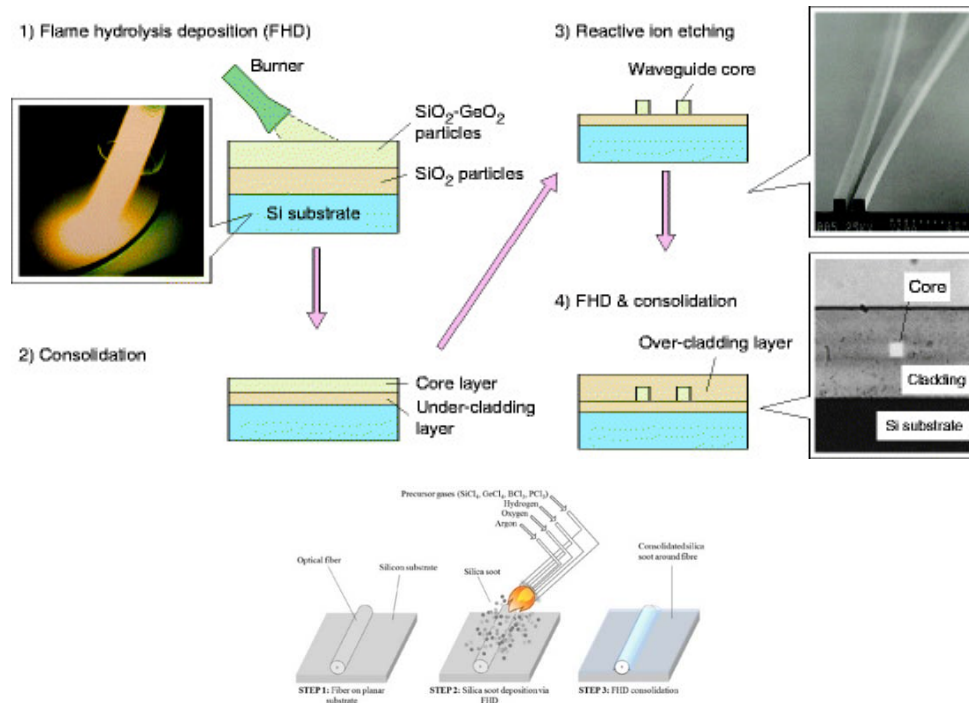 1) Flame hydrolysis deposition (FHD)
Burner
SiO2-GeO2
particles
SiO2 particles
Si substrate
2) Consolidation
Core layer
Under-cladding
layer
3) Reactive ion etching
Waveguide core
4) FHD & consolidation
Over-cladding layer
Core
Cladding
Si substrate
Precursor gases (SiCl4, GeCl4, BCl3, PCl3)
Hydrogen
Oxygen
Argon
Optical fiber
Silicon substrate
Silica soot
Consolidated silica
soot around fibre
STEP 1: Fiber on planar
substrate
STEP 2: Silica soot deposition via
FHD
STEP 3: FHD consolidation